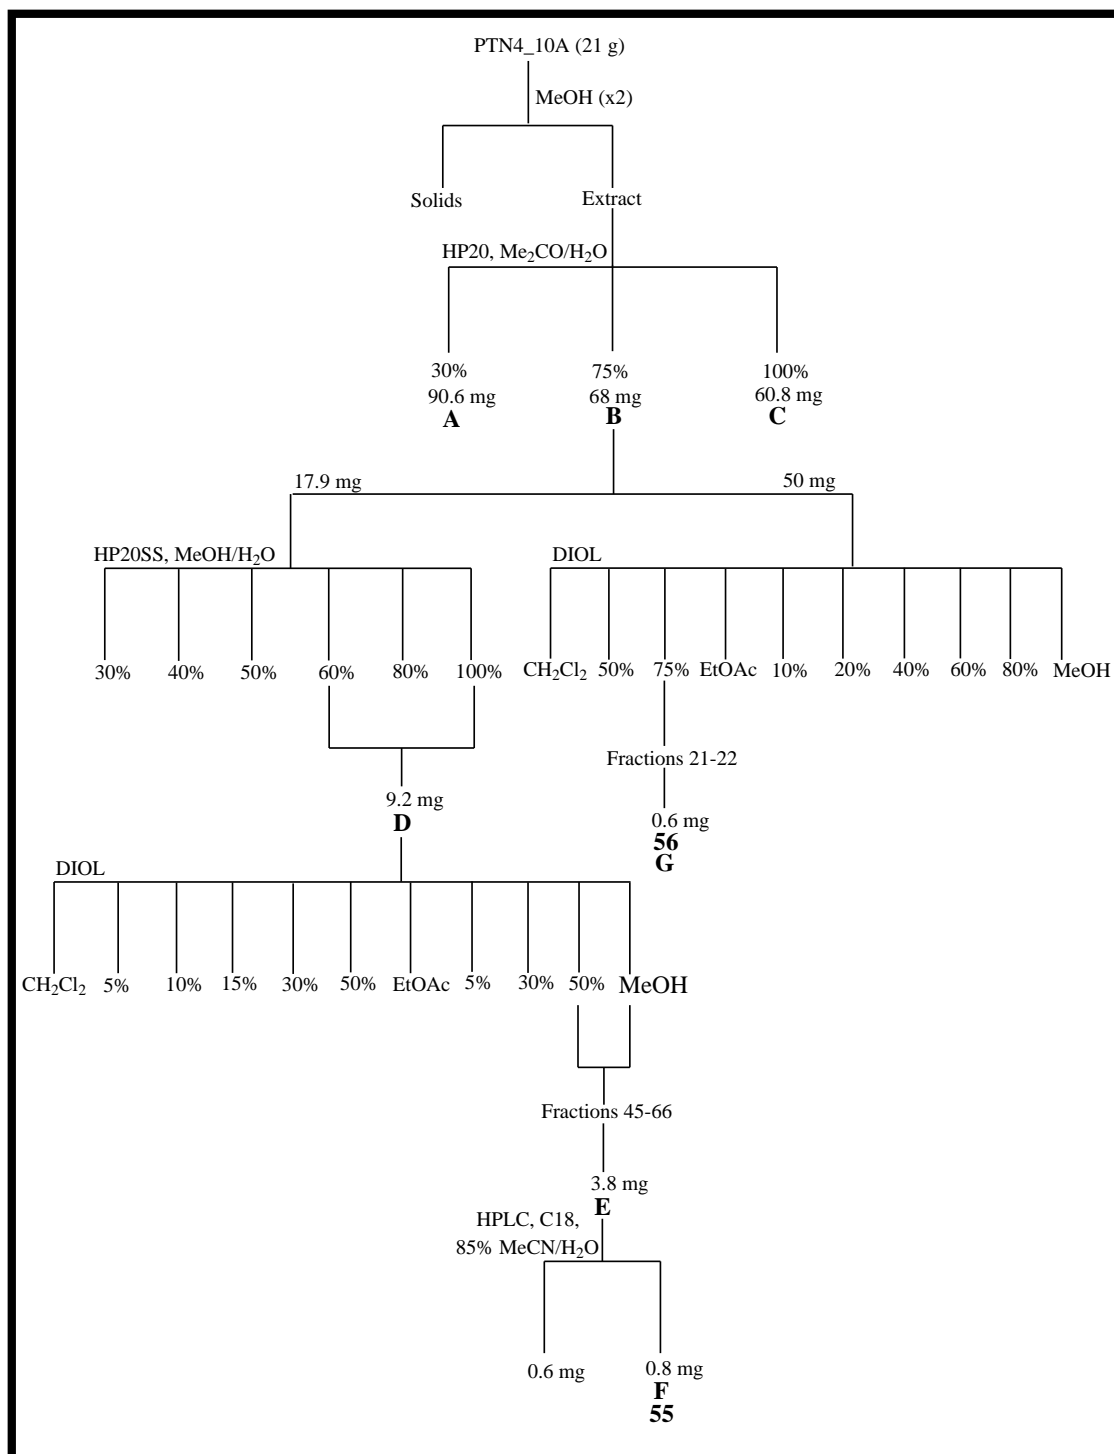 PTN4_10A (21 g)
MeOH (x2)
Solids
Extract
HP20, Me₂CO/H₂O
30%
90.6 mg
A
75%
68 mg
B
100%
60.8 mg
C
17.9 mg
50 mg
HP20SS, MeOH/H₂O
DIOL
30% 40% 50% 60% 80% 100%
CH₂Cl₂ 50% 75% EtOAc 10% 20% 40% 60% 80% MeOH
Fractions 21-22
9.2 mg
D
0.6 mg
56
G
DIOL
CH₂Cl₂ 5% 10% 15% 30% 50% EtOAc 5% 30% 50% MeOH
Fractions 45-66
3.8 mg
E
HPLC, C18,
85% MeCN/H₂O
0.6 mg
0.8 mg
F
55